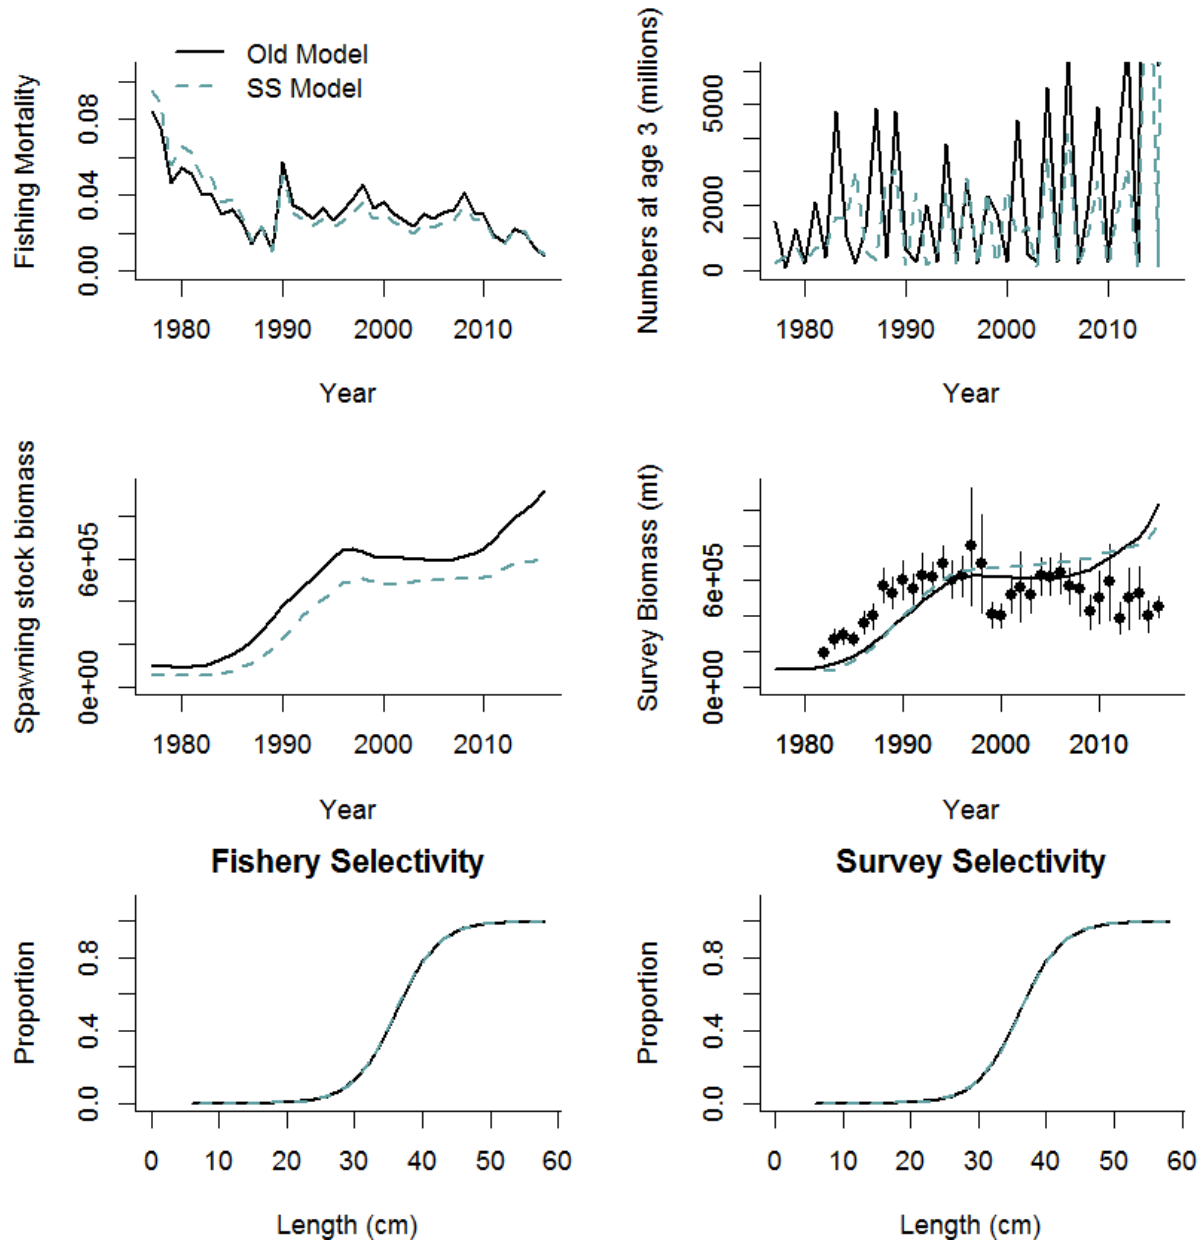 Old Model
SS Model
Fishing Mortality
0.00 0.04 0.08
1980 1990 2000 2010
Year
Numbers at age 3 (millions)
0 2000 5000
1980 1990 2000 2010
Year
Spawning stock biomass
0e+00 6e+05
1980 1990 2000 2010
Year
Survey Biomass (mt)
0e+00 6e+05
1980 1990 2000 2010
Year
Fishery Selectivity
Proportion
0.0 0.4 0.8
0 10 20 30 40 50 60
Length (cm)
Survey Selectivity
Proportion
0.0 0.4 0.8
0 10 20 30 40 50 60
Length (cm)